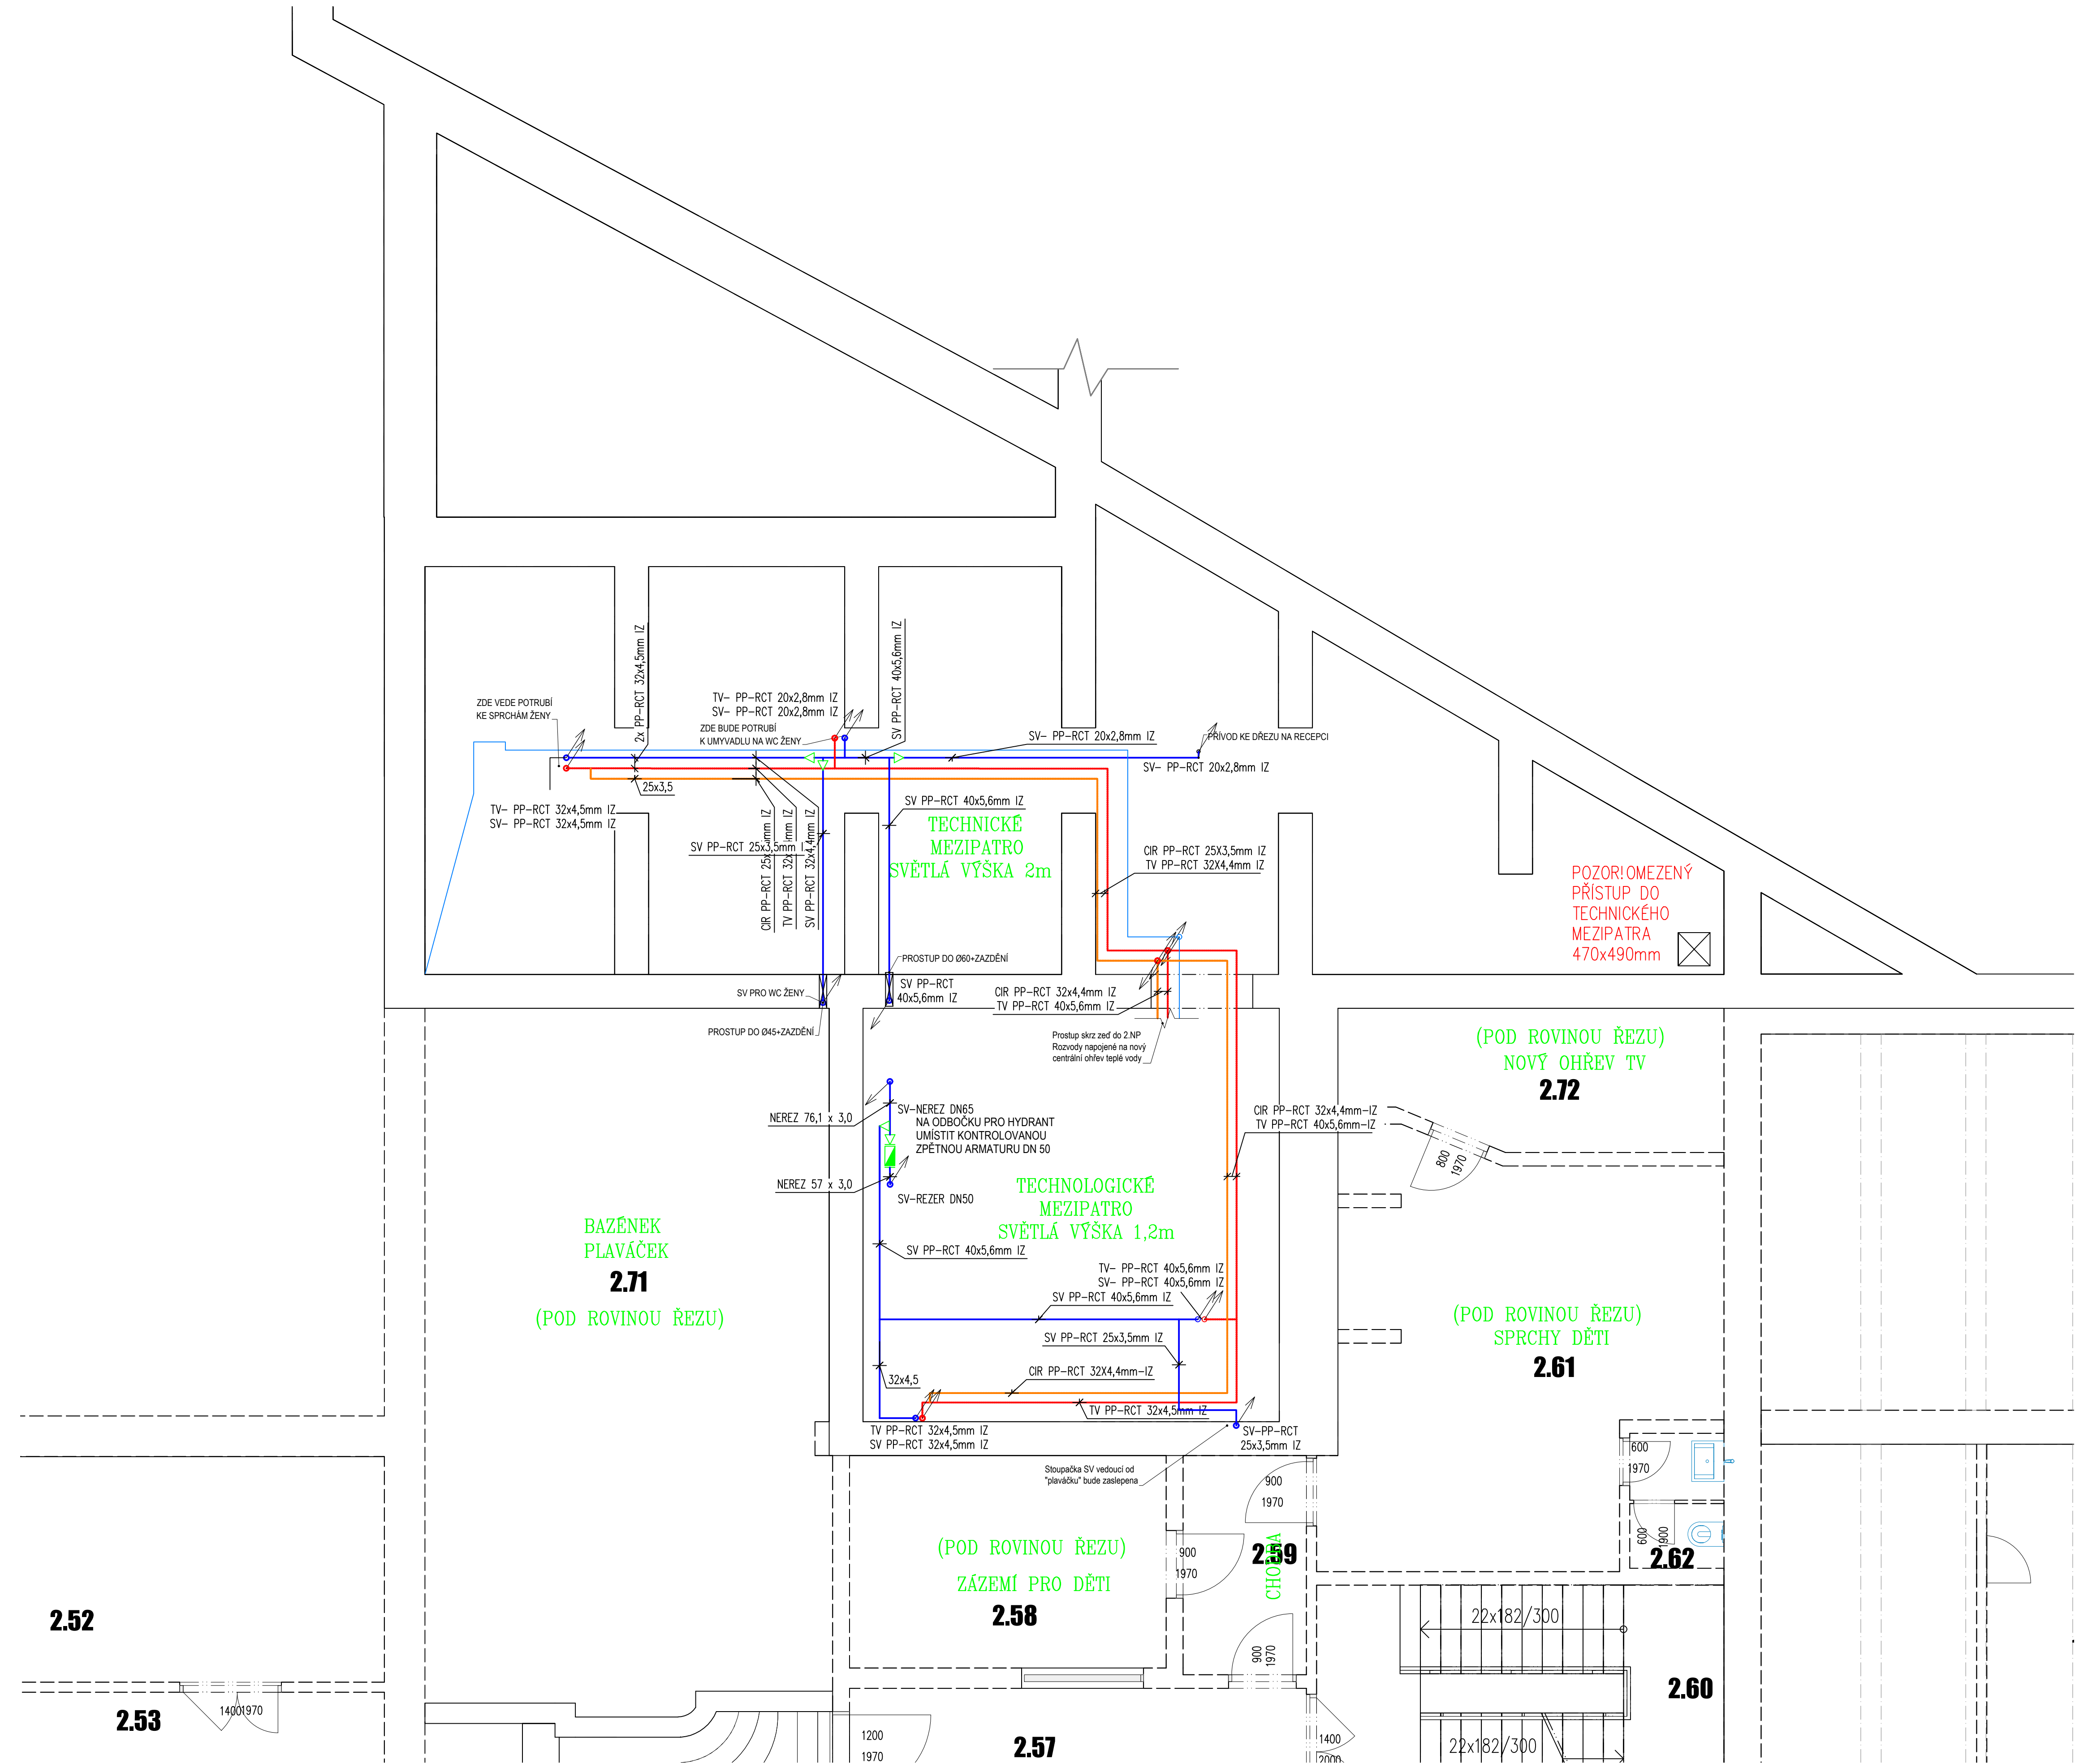 2x PP-RCT 32x4,5mm IZ
SV PP-RCT 40x5,6mm IZ
TV- PP-RCT 20x2,8mm IZ
SV- PP-RCT 20x2,8mm IZ
ZDE VEDE POTRUBÍ
KE SPRCHÁM ŽENY
ZDE BUDE POTRUBÍ
K UMYVADLU NA WC ŽENY
SV- PP-RCT 20x2,8mm IZ
PŘÍVOD KE DŘEZU NA RECEPCI
SV- PP-RCT 20x2,8mm IZ
25x3,5
TV- PP-RCT 32x4,5mm IZ
SV- PP-RCT 32x4,5mm IZ
SV PP-RCT 40x5,6mm IZ
SV PP-RCT 25x3,5mm
CIR PP-RCT 25x mm IZ
TV PP-RCT 32x mm IZ
SV PP-RCT 32x4,4mm IZ
TECHNICKÉ
MEZIPATRO
SVĚTLÁ VÝŠKA 2m
CIR PP-RCT 25X3,5mm IZ
TV PP-RCT 32X4,4mm IZ
POZOR! OMEZENÝ
PŘÍSTUP DO
TECHNICKÉHO
MEZIPATRA
470x490mm
PROSTUP DO Ø60+ZAZDĚNÍ
SV PP-RCT
40x5,6mm IZ
SV PRO WC ŽENY
CIR PP-RCT 32x4,4mm IZ
TV PP-RCT 40x5,6mm IZ
PROSTUP DO Ø45+ZAZDĚNÍ
Prostup skrz zeď do 2.NP
Rozvody napojené na nový
centrální ohřev teplé vody
(POD ROVINOU ŘEZU)
NOVÝ OHŘEV TV
2.72
NEREZ 76,1 x 3,0
SV-NEREZ DN65
NA ODBOČKU PRO HYDRANT
UMÍSTIT KONTROLOVANOU
ZPĚTNOU ARMATURU DN 50
CIR PP-RCT 32x4,4mm-IZ
TV PP-RCT 40x5,6mm-IZ
800
1970
NEREZ 57 x 3,0
SV-REZER DN50
TECHNOLOGICKÉ
MEZIPATRO
SVĚTLÁ VÝŠKA 1,2m
BAZÉNEK
PLAVÁČEK
2.71
(POD ROVINOU ŘEZU)
SV PP-RCT 40x5,6mm IZ
TV- PP-RCT 40x5,6mm IZ
SV- PP-RCT 40x5,6mm IZ
SV PP-RCT 40x5,6mm IZ
SV PP-RCT 25x3,5mm IZ
(POD ROVINOU ŘEZU)
SPRCHY DĚTI
2.61
32x4,5
CIR PP-RCT 32X4,4mm-IZ
TV PP-RCT 32x4,5mm IZ
TV PP-RCT 32x4,5mm IZ
SV PP-RCT 32x4,5mm IZ
SV-PP-RCT
25x3,5mm IZ
Stoupačka SV vedoucí od
"plaváčku" bude zaslepena
900
1970
600
1970
600
1900
2.62
(POD ROVINOU ŘEZU)
ZÁZEMÍ PRO DĚTI
2.58
900
1970
2.59
CHODBA
900
1970
2.52
2.53
1400
1970
22x182/300
2.60
1200
1970
2.57
1400
2000
22x182/300